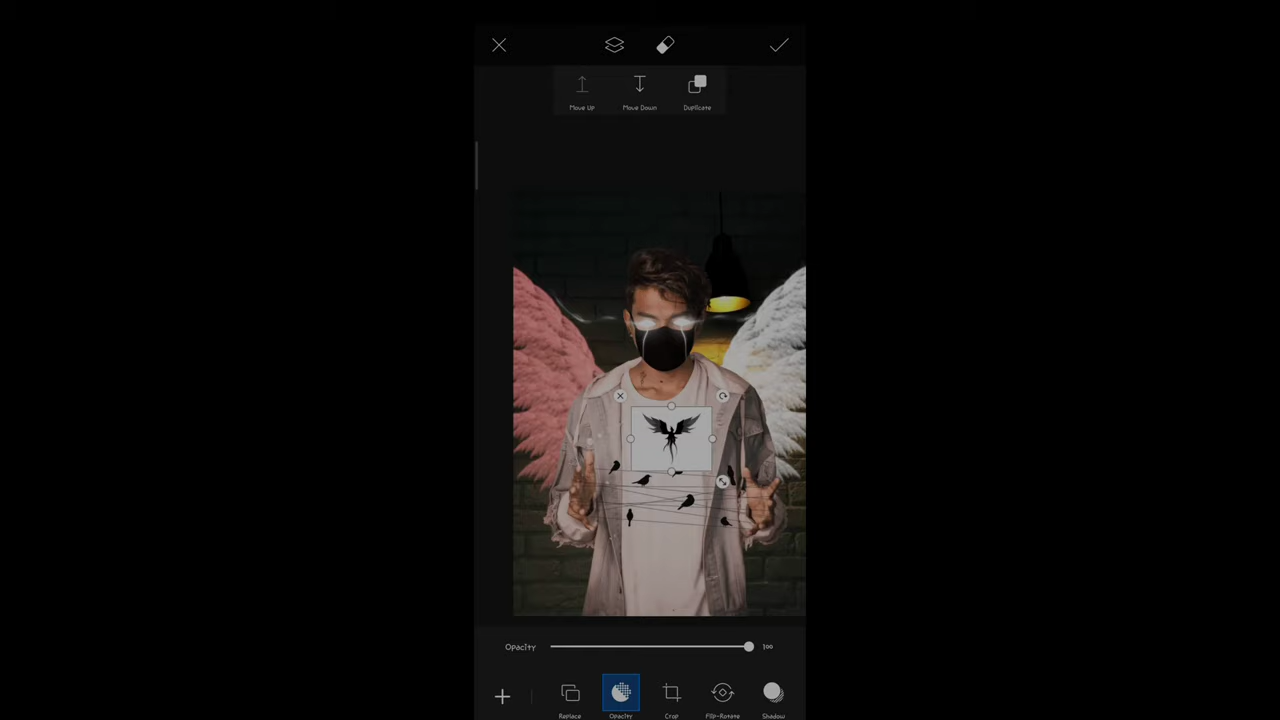 Move Up
Move Down
Duplicate
Opacity
100
Replace
Opacity
Crop
Flip-Rotate
Shadow